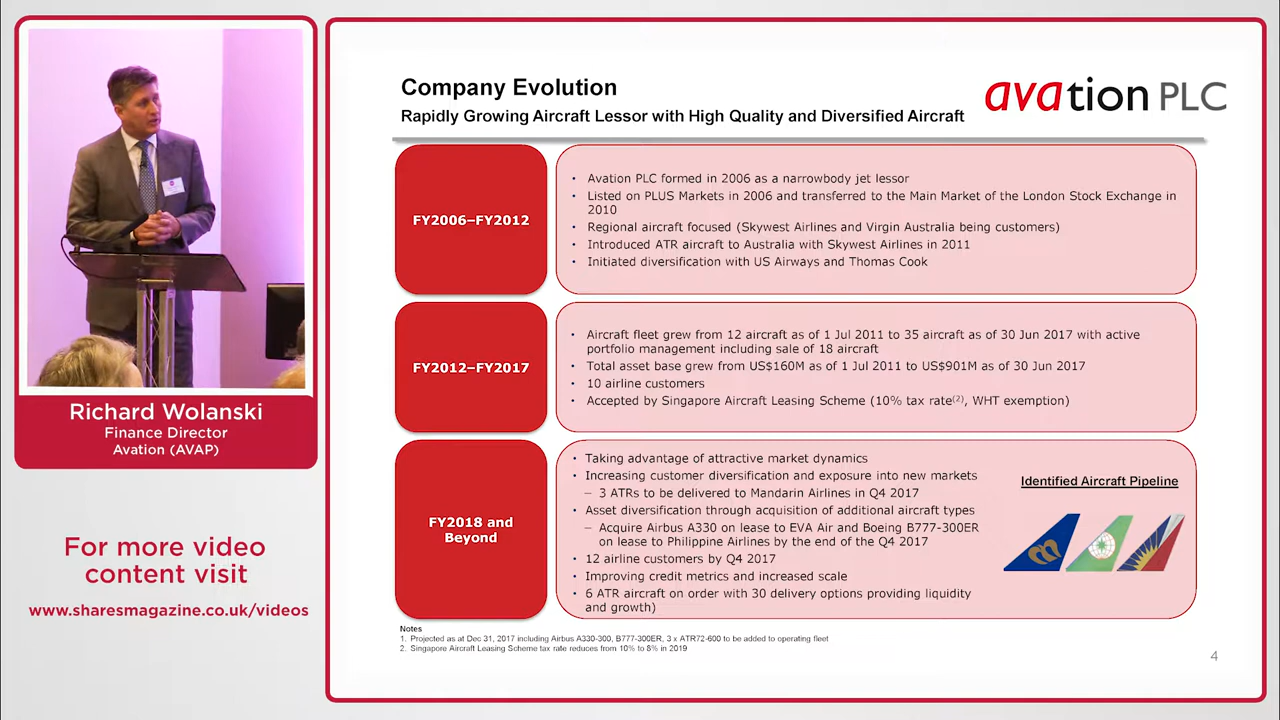 Company Evolution
Rapidly Growing Aircraft Lessor with High Quality and Diversified Aircraft
avation PLC
FY2006–FY2012
• Avation PLC formed in 2006 as a narrowbody jet lessor
• Listed on PLUS Markets in 2006 and transferred to the Main Market of the London Stock Exchange in
2010
• Regional aircraft focused (Skywest Airlines and Virgin Australia being customers)
• Introduced ATR aircraft to Australia with Skywest Airlines in 2011
• Initiated diversification with US Airways and Thomas Cook
FY2012–FY2017
• Aircraft fleet grew from 12 aircraft as of 1 Jul 2011 to 35 aircraft as of 30 Jun 2017 with active
portfolio management including sale of 18 aircraft
• Total asset base grew from US$160M as of 1 Jul 2011 to US$901M as of 30 Jun 2017
• 10 airline customers
• Accepted by Singapore Aircraft Leasing Scheme (10% tax rate(2), WHT exemption)
FY2018 and
Beyond
• Taking advantage of attractive market dynamics
• Increasing customer diversification and exposure into new markets
– 3 ATRs to be delivered to Mandarin Airlines in Q4 2017
• Asset diversification through acquisition of additional aircraft types
– Acquire Airbus A330 on lease to EVA Air and Boeing B777-300ER
on lease to Philippine Airlines by the end of the Q4 2017
• 12 airline customers by Q4 2017
• Improving credit metrics and increased scale
• 6 ATR aircraft on order with 30 delivery options providing liquidity
and growth)
Identified Aircraft Pipeline
Notes
1. Projected as at Dec 31, 2017 including Airbus A330-300, B777-300ER, 3 x ATR72-600 to be added to operating fleet
2. Singapore Aircraft Leasing Scheme tax rate reduces from 10% to 8% in 2019
4
Richard Wolanski
Finance Director
Avation (AVAP)
For more video
content visit
www.sharesmagazine.co.uk/videos